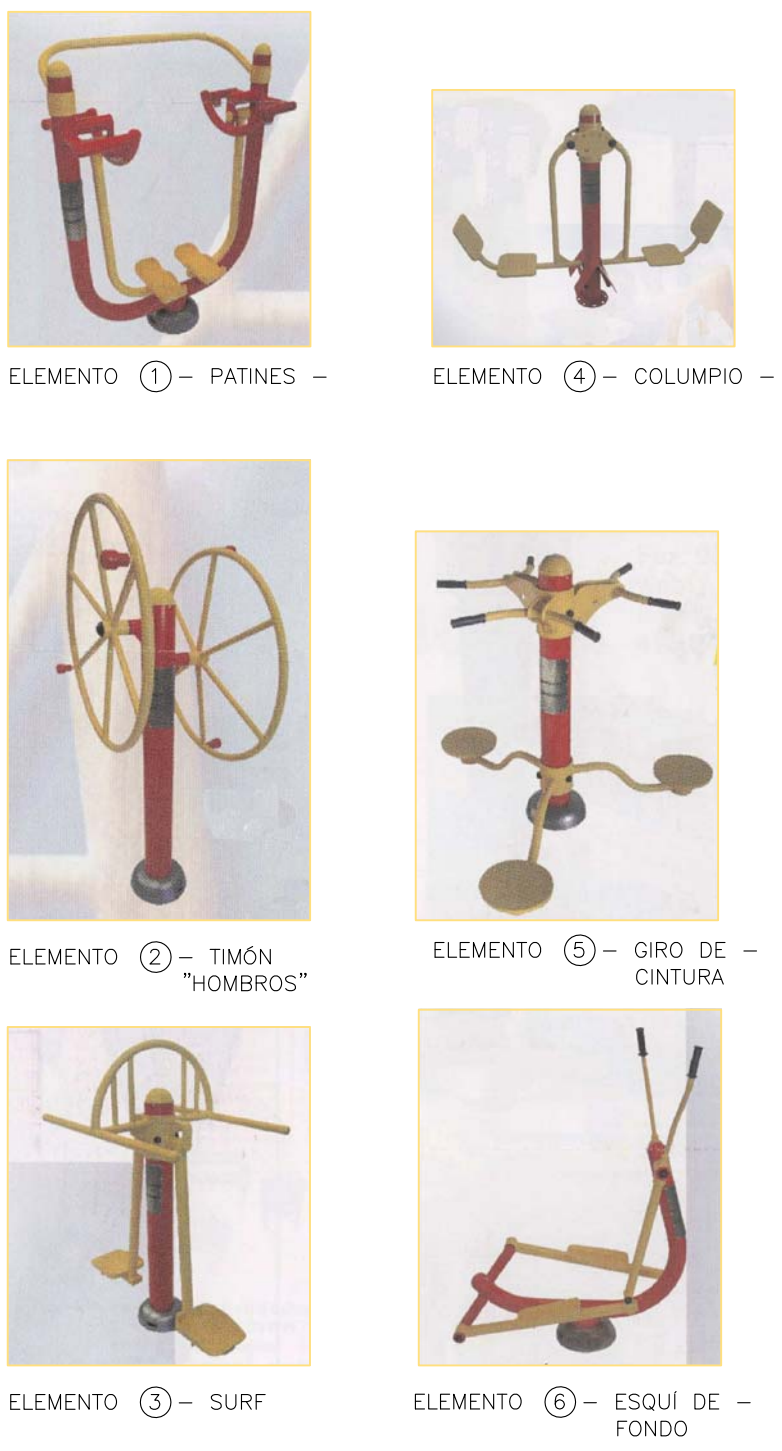 ELEMENTO 1 – PATINES –
ELEMENTO 4 – COLUMPIO –
ELEMENTO 2 – TIMÓN
"HOMBROS"
ELEMENTO 5 – GIRO DE –
CINTURA
ELEMENTO 3 – SURF
ELEMENTO 6 – ESQUÍ DE –
FONDO